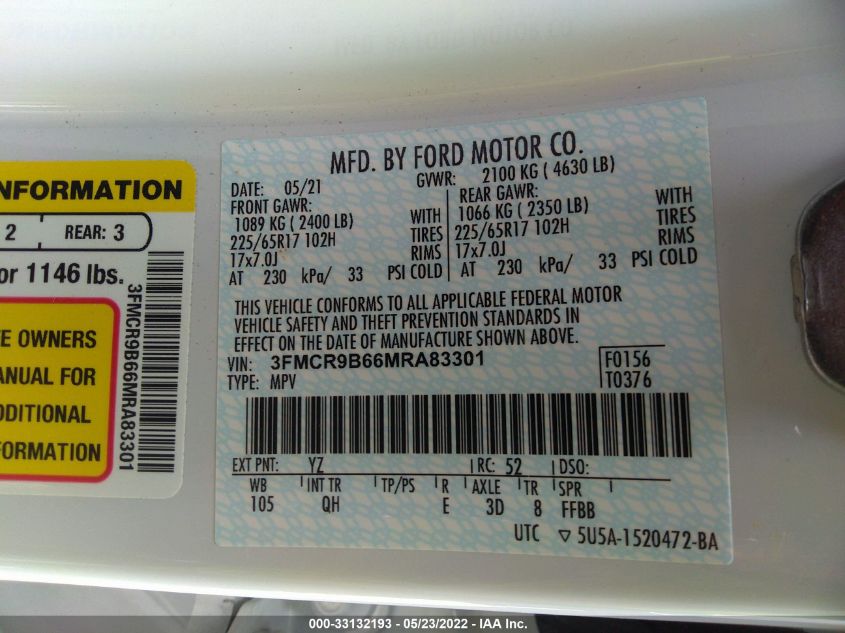 NFORMATION
2 REAR: 3
or 1146 lbs.
E OWNERS
ANUAL FOR
DDITIONAL
FORMATION
3FMCR9B66MRA83301
MFD. BY FORD MOTOR CO.
DATE: 05/21 GVWR: 2100 KG ( 4630 LB)
FRONT GAWR: REAR GAWR:
1089 KG ( 2400 LB) WITH 1066 KG ( 2350 LB) WITH
225/65R17 102H TIRES 225/65R17 102H TIRES
17x7.0J RIMS 17x7.0J RIMS
AT 230 kPa/ 33 PSI COLD AT 230 kPa/ 33 PSI COLD
THIS VEHICLE CONFORMS TO ALL APPLICABLE FEDERAL MOTOR
VEHICLE SAFETY AND THEFT PREVENTION STANDARDS IN
EFFECT ON THE DATE OF MANUFACTURE SHOWN ABOVE.
VIN: 3FMCR9B66MRA83301 F0156
TYPE: MPV T0376
EXT PNT: YZ RC: 52 DSO:
WB INT TR TP/PS R AXLE TR SPR
105 QH E 3D 8 FFBB
UTC ▽ 5U5A-1520472-BA
000-33132193 / 05/23/2022 - IAA Inc.